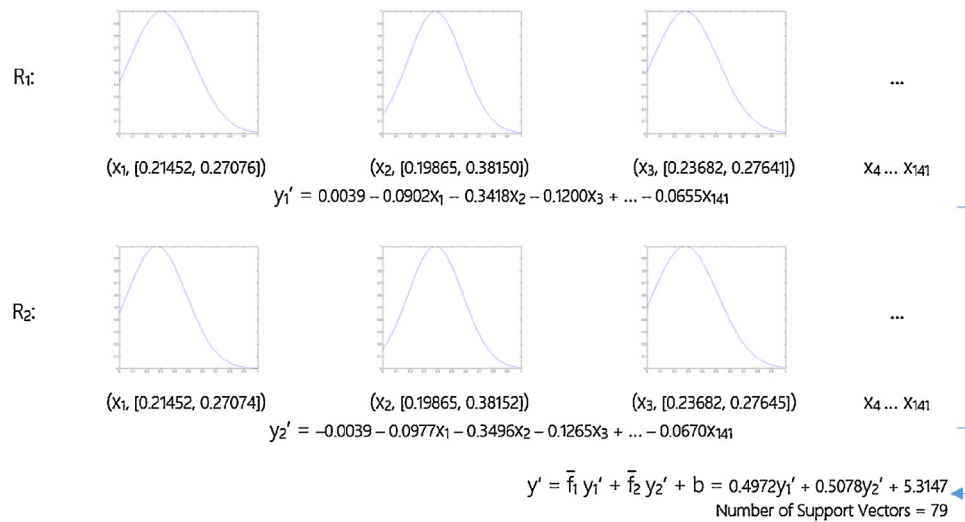 R₁:
...
(x₁, [0.21452, 0.27076]) (x₂, [0.19865, 0.38150]) (x₃, [0.23682, 0.27641]) x₄ ... x₁₄₁
y₁′ = 0.0039 – 0.0902x₁ – 0.3418x₂ – 0.1200x₃ + ... – 0.0655x₁₄₁
R₂:
...
(x₁, [0.21452, 0.27074]) (x₂, [0.19865, 0.38152]) (x₃, [0.23682, 0.27645]) x₄ ... x₁₄₁
y₂′ = –0.0039 – 0.0977x₁ – 0.3496x₂ – 0.1265x₃ + ... – 0.0670x₁₄₁
y′ = f̄₁ y₁′ + f̄₂ y₂′ + b = 0.4972y₁′ + 0.5078y₂′ + 5.3147
Number of Support Vectors = 79